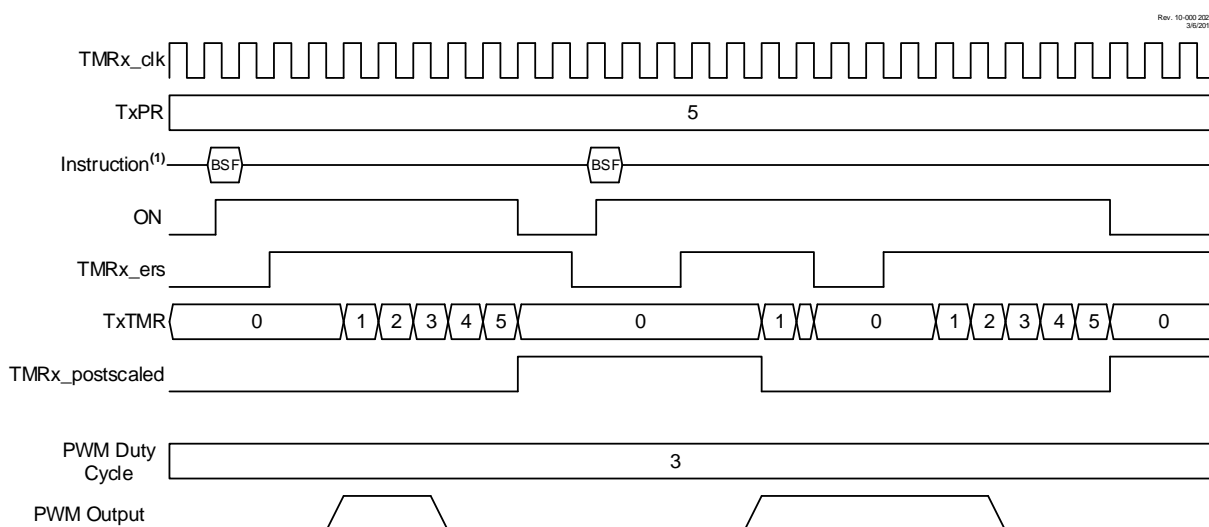 Rev. 10-000 202
3/6/201
TMRx_clk
TxPR
5
Instruction(1)
BSF
BSF
ON
TMRx_ers
TxTMR
0
1
2
3
4
5
0
1
0
1
2
3
4
5
0
TMRx_postscaled
PWM Duty
Cycle
3
PWM Output